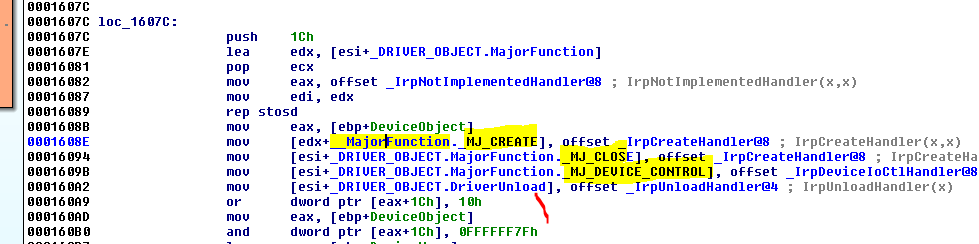 0001607C
0001607C loc_1607C:
0001607C push 1Ch
0001607E lea edx, [esi+_DRIVER_OBJECT.MajorFunction]
00016081 pop ecx
00016082 mov eax, offset _IrpNotImplementedHandler@8 ; IrpNotImplementedHandler(x,x)
00016087 mov edi, edx
00016089 rep stosd
0001608B mov eax, [ebp+DeviceObject]
0001608E mov [edx+__MajorFunction._MJ_CREATE], offset _IrpCreateHandler@8 ; IrpCreateHandler(x,x)
00016094 mov [esi+_DRIVER_OBJECT.MajorFunction._MJ_CLOSE], offset _IrpCreateHandler@8 ; IrpCreateHa
0001609B mov [esi+_DRIVER_OBJECT.MajorFunction._MJ_DEVICE_CONTROL], offset _IrpDeviceIoCtlHandler@8
000160A2 mov [esi+_DRIVER_OBJECT.DriverUnload], offset _IrpUnloadHandler@4 ; IrpUnloadHandler(x)
000160A9 or dword ptr [eax+1Ch], 10h
000160AD mov eax, [ebp+DeviceObject]
000160B0 and dword ptr [eax+1Ch], 0FFFFFF7Fh